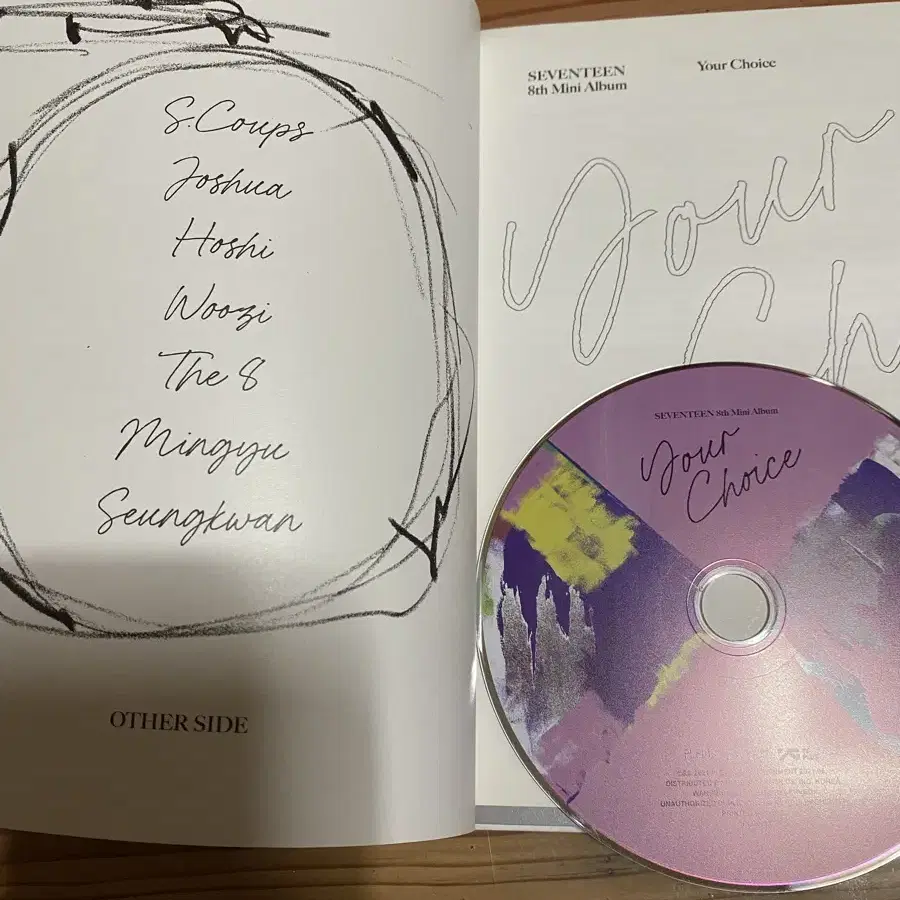 S.Coups
Joshua
Hoshi
Woozi
The 8
Mingyu
Seungkwan
OTHER SIDE
SEVENTEEN
8th Mini Album
Your Choice
Your
Ch
SEVENTEEN 8th Mini Album
Your
Choice